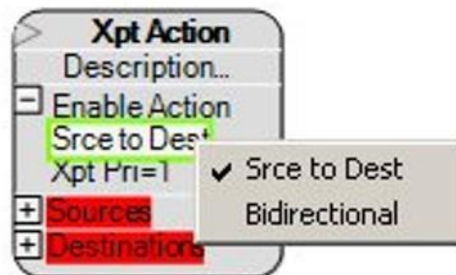 Xpt Action
Description...
Enable Action
Srce to Dest
Xpt Pri=1
Sources
Destinations
Srce to Dest
Bidirectional